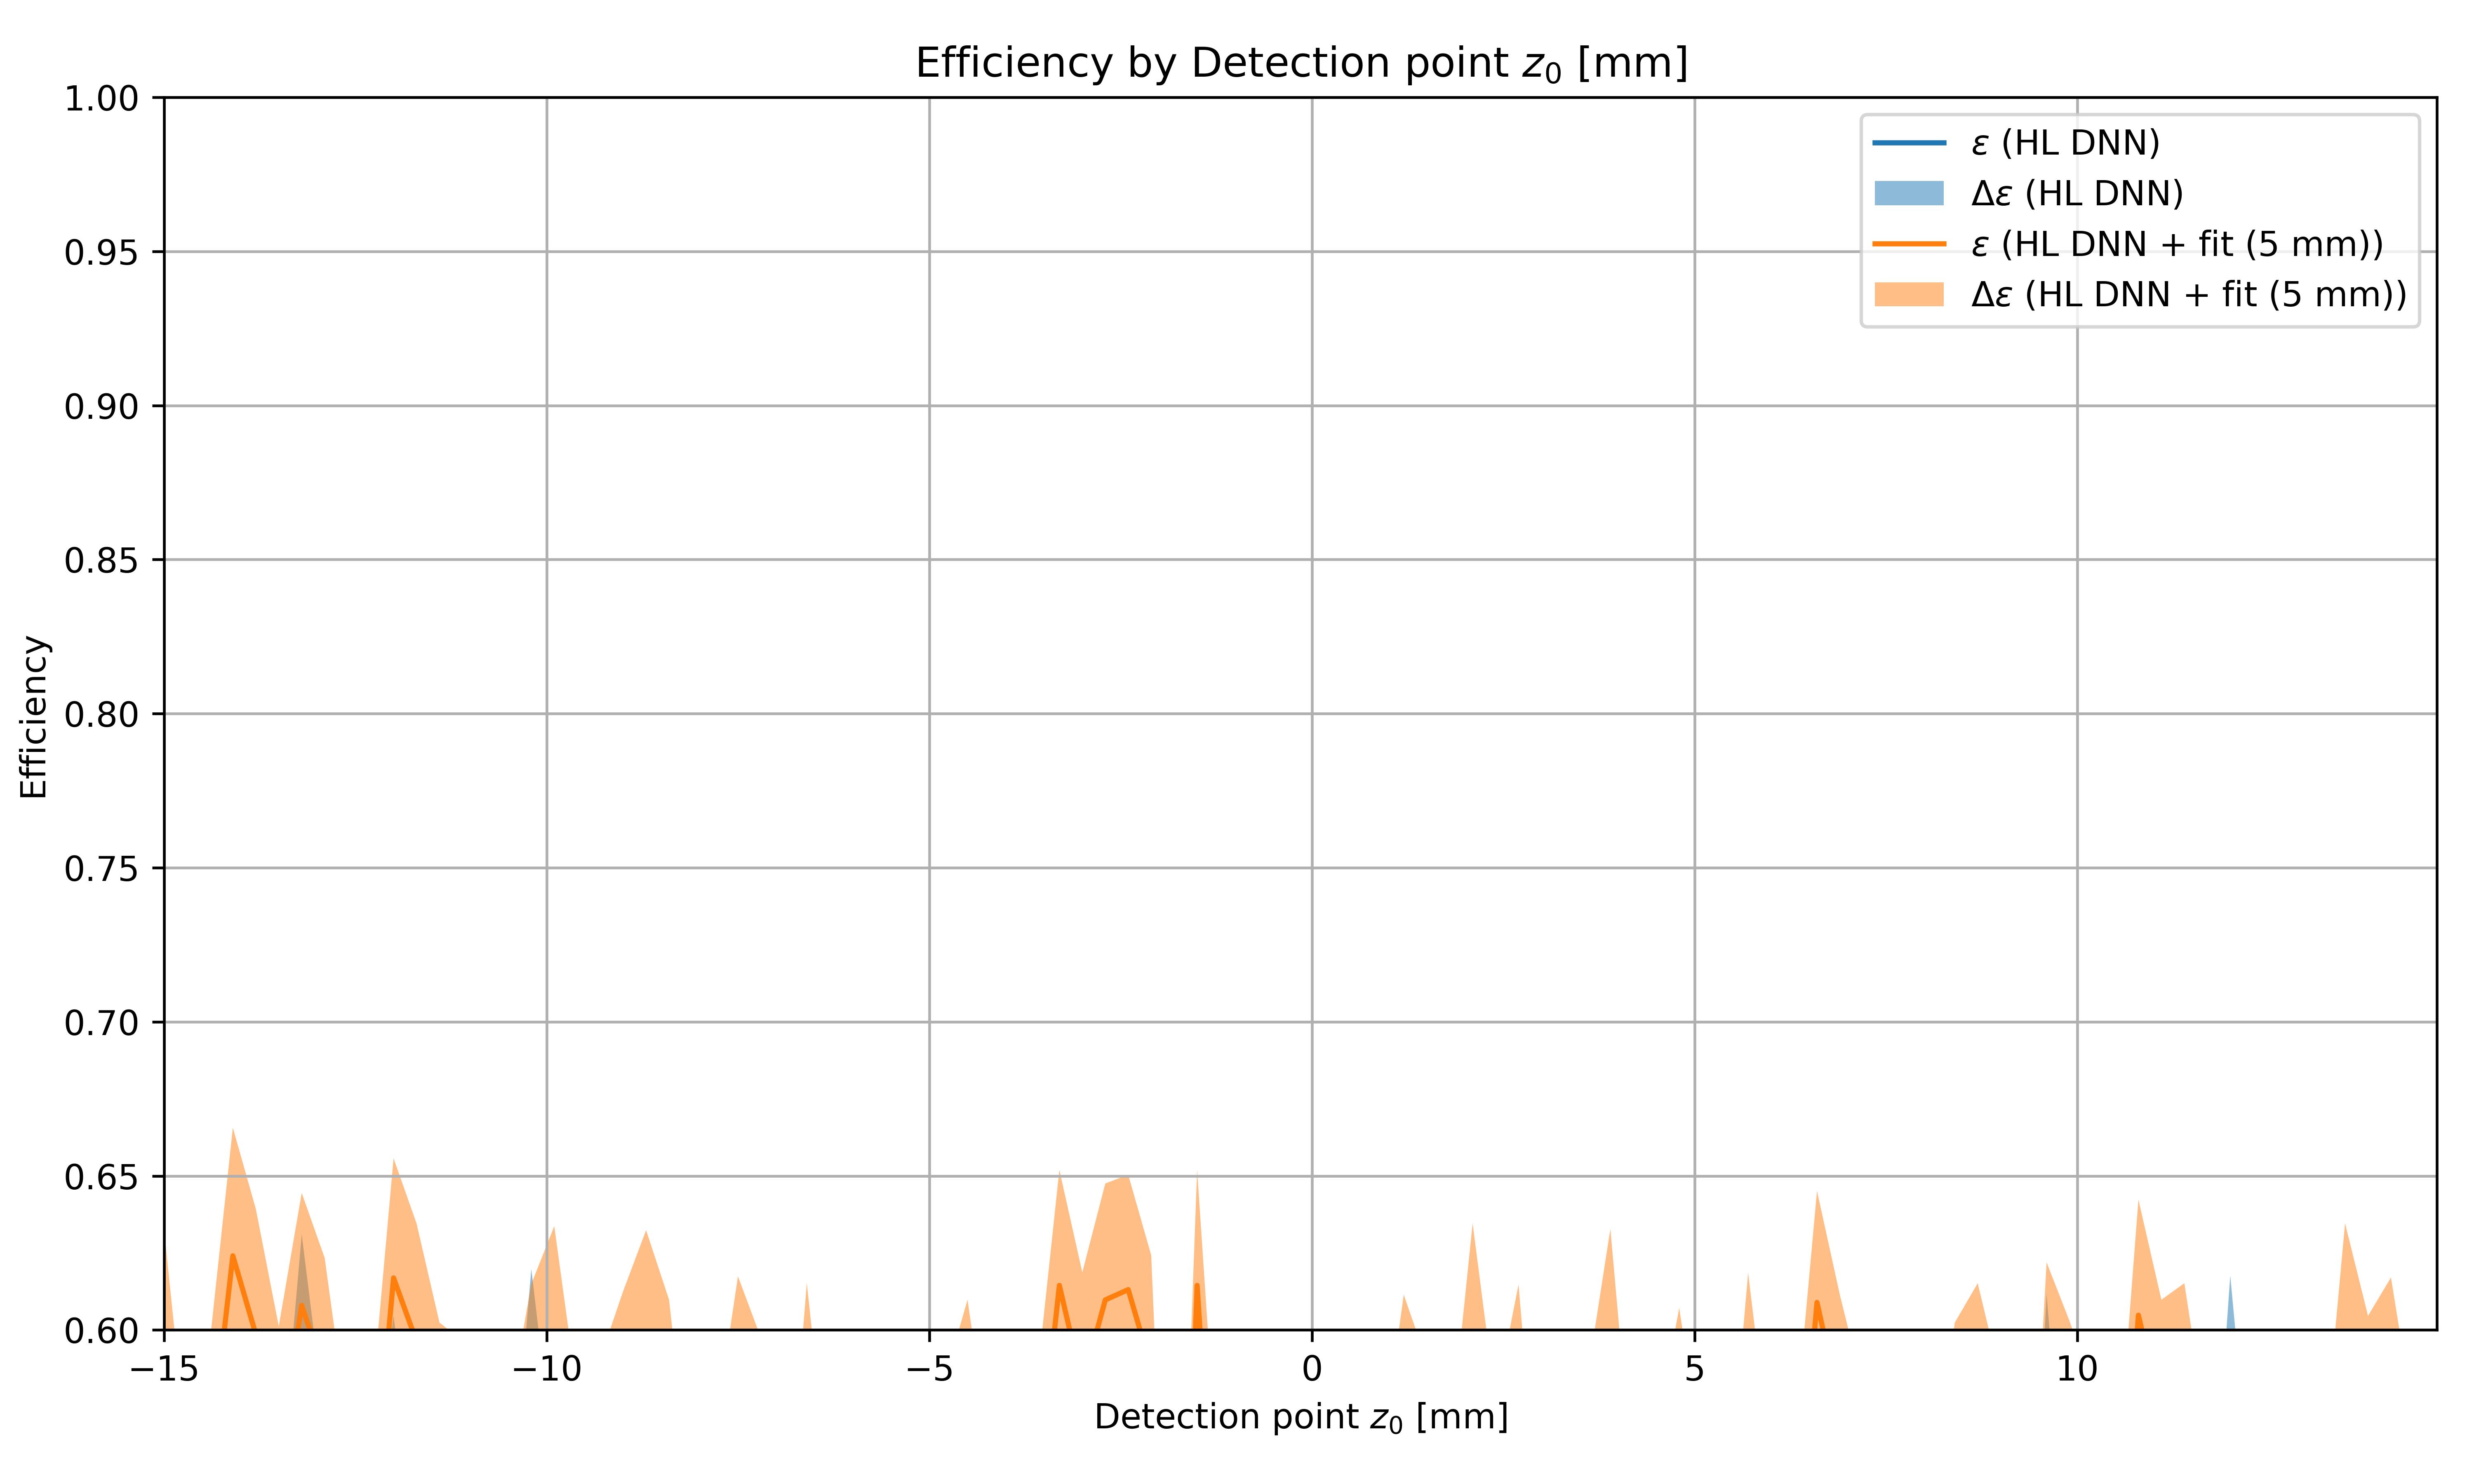 Efficiency by Detection point z₀ [mm]
1.00
0.95
0.90
0.85
0.80
0.75
0.70
0.65
0.60
Efficiency
ε (HL DNN)
Δε (HL DNN)
ε (HL DNN + fit (5 mm))
Δε (HL DNN + fit (5 mm))
−15 −10 −5 0 5 10
Detection point z₀ [mm]